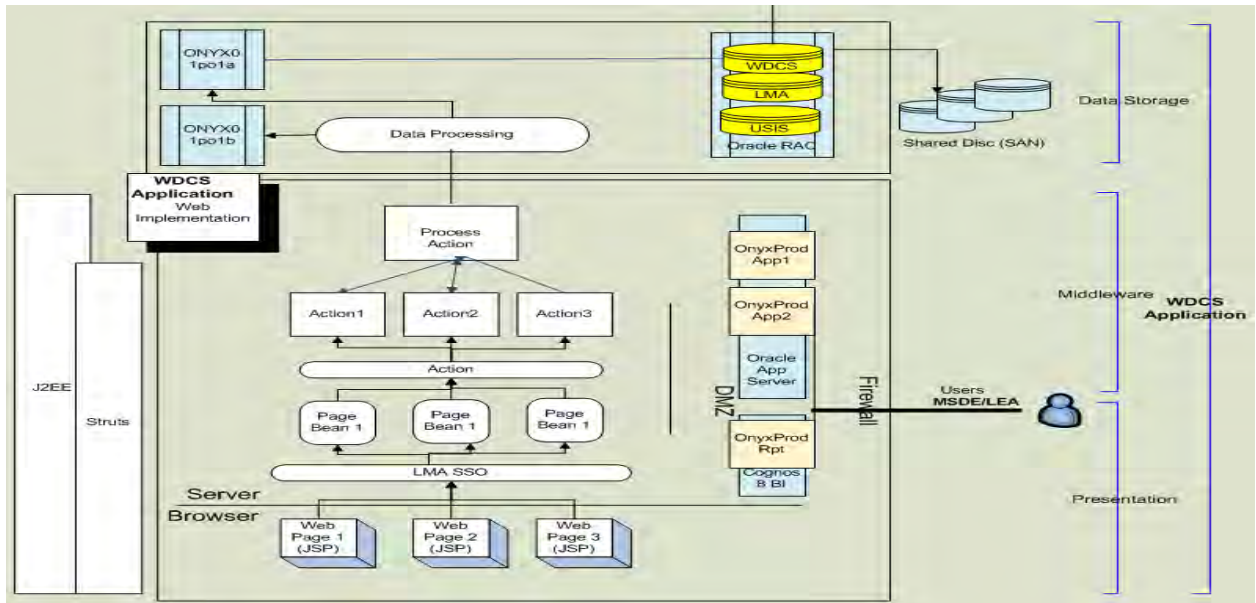 ONYX0
1po1a
ONYX0
1po1b
Data Processing
WDCS
LMA
USIS
Oracle RAC
Shared Disc (SAN)
Data Storage
WDCS
Application
Web
Implementation
Process
Action
Action1
Action2
Action3
Action
Page
Bean 1
Page
Bean 1
Page
Bean 1
LMA SSO
Server
Browser
Web
Page 1
(JSP)
Web
Page 2
(JSP)
Web
Page 3
(JSP)
J2EE
Struts
OnyxProd
App1
OnyxProd
App2
Oracle
App
Server
OnyxProd
Rpt
Cognos
8 BI
DMZ
Firewall
Users
MSDE/LEA
Middleware
WDCS
Application
Presentation